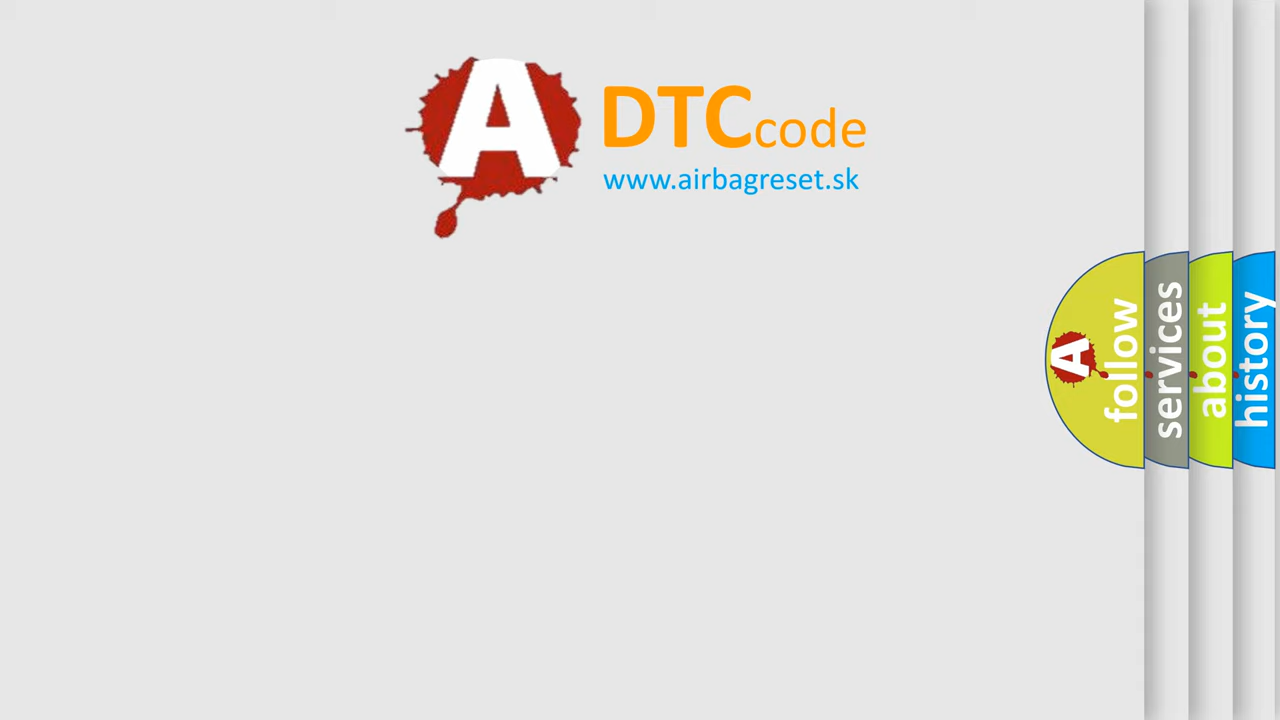 A
DTCcode
www.airbagreset.sk
A
follow
services
about
history